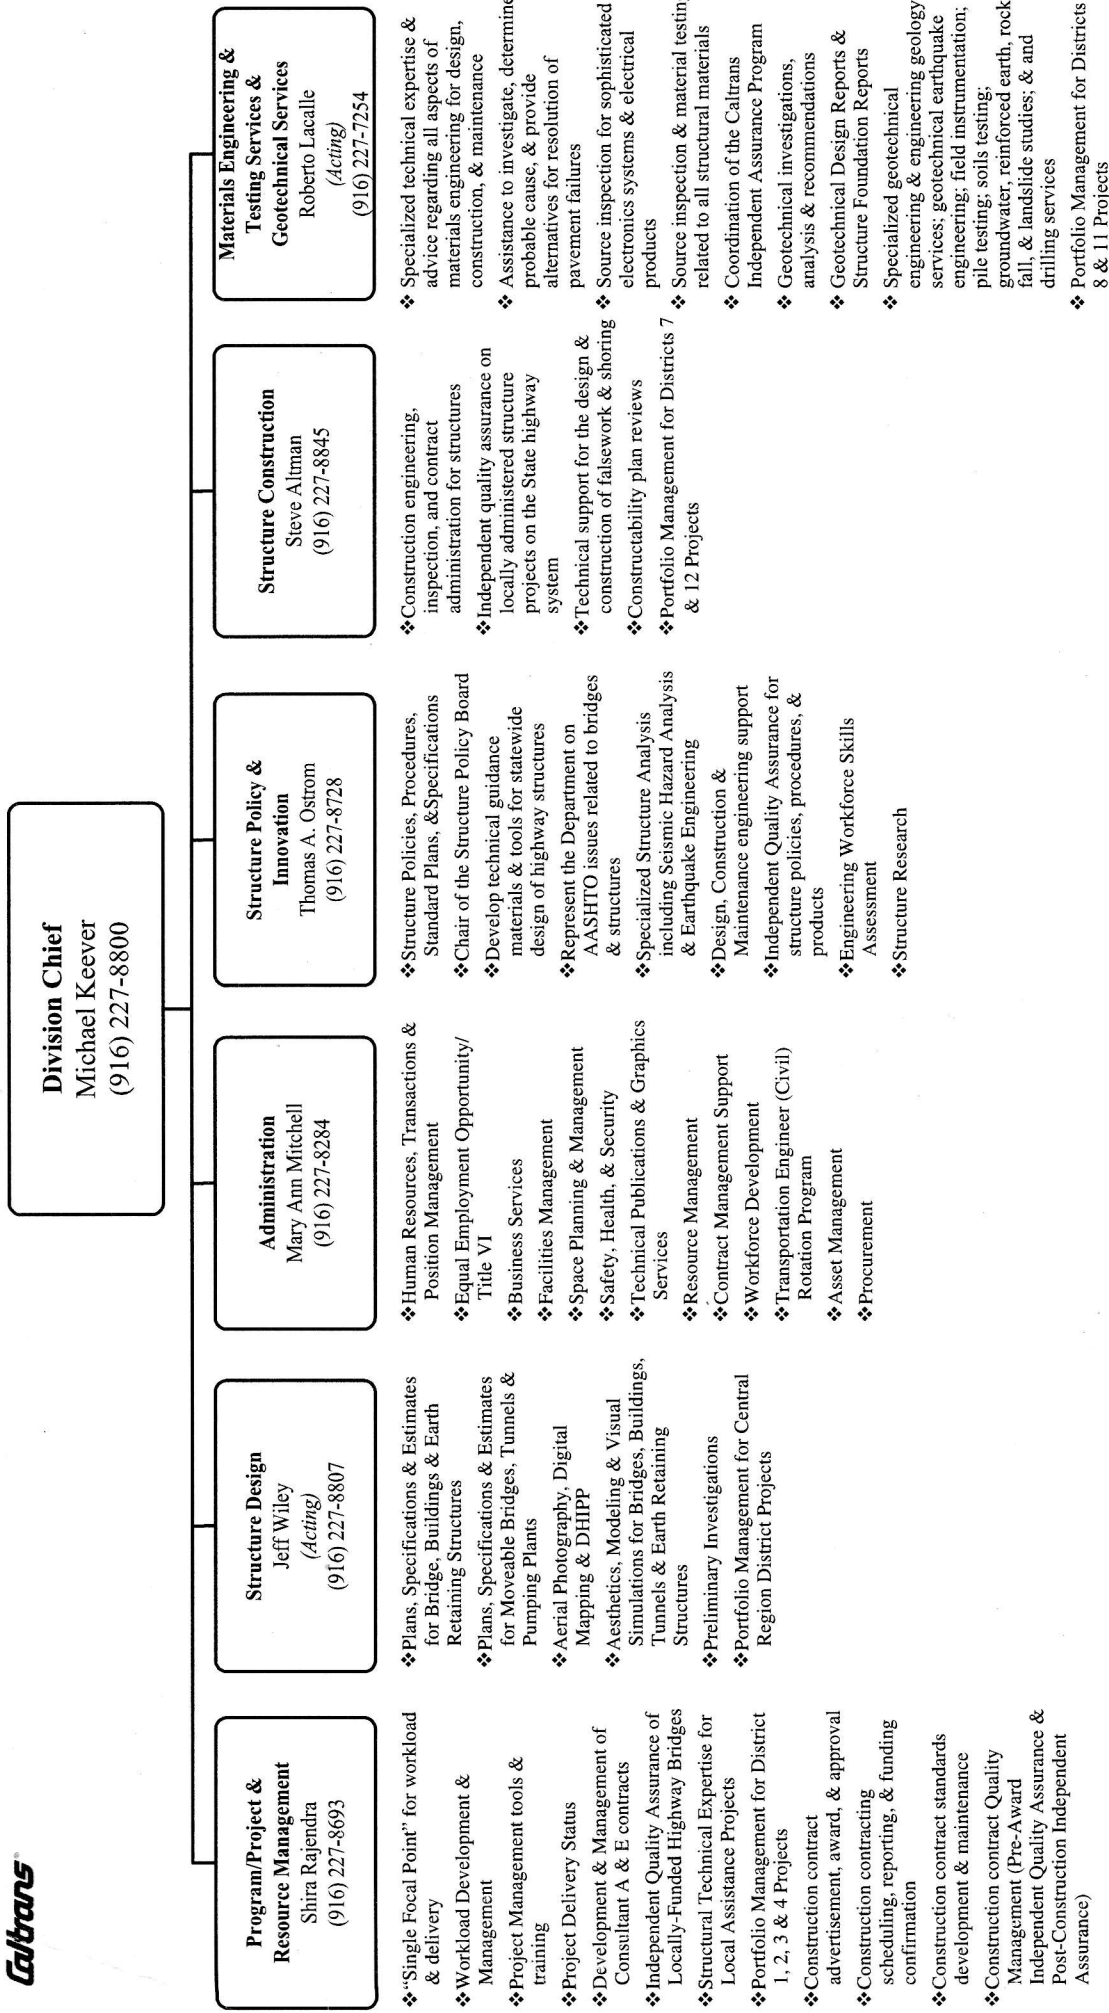 Caltrans
Division Chief
Michael Keever
(916) 227-8800
Program/Project &
Resource Management
Shira Rajendra
(916) 227-8693
❖“Single Focal Point” for workload
& delivery
❖Workload Development &
Management
❖Project Management tools &
training
❖Project Delivery Status
❖Development & Management of
Consultant A & E contracts
❖Independent Quality Assurance of
Locally-Funded Highway Bridges
❖Structural Technical Expertise for
Local Assistance Projects
❖Portfolio Management for District
1, 2, 3 & 4 Projects
❖Construction contract
advertisement, award, & approval
❖Construction contracting
scheduling, reporting, & funding
confirmation
❖Construction contract standards
development & maintenance
❖Construction contract Quality
Management (Pre-Award
Independent Quality Assurance &
Post-Construction Independent
Assurance)
Structure Design
Jeff Wiley
(Acting)
(916) 227-8807
❖Plans, Specifications & Estimates
for Bridge, Buildings & Earth
Retaining Structures
❖Plans, Specifications & Estimates
for Moveable Bridges, Tunnels &
Pumping Plants
❖Aerial Photography, Digital
Mapping & DHIPP
❖Aesthetics, Modeling & Visual
Simulations for Bridges, Buildings,
Tunnels & Earth Retaining
Structures
❖Preliminary Investigations
❖Portfolio Management for Central
Region District Projects
Administration
Mary Ann Mitchell
(916) 227-8284
❖Human Resources, Transactions &
Position Management
❖Equal Employment Opportunity/
Title VI
❖Business Services
❖Facilities Management
❖Space Planning & Management
❖Safety, Health, & Security
❖Technical Publications & Graphics
Services
❖Resource Management
❖Contract Management Support
❖Workforce Development
❖Transportation Engineer (Civil)
Rotation Program
❖Asset Management
❖Procurement
Structure Policy &
Innovation
Thomas A. Ostrom
(916) 227-8728
❖Structure Policies, Procedures,
Standard Plans, &Specifications
❖Chair of the Structure Policy Board
❖Develop technical guidance
materials & tools for statewide
design of highway structures
❖Represent the Department on
AASHTO issues related to bridges
& structures
❖Specialized Structure Analysis
including Seismic Hazard Analysis
& Earthquake Engineering
❖Design, Construction &
Maintenance engineering support
❖Independent Quality Assurance for
structure policies, procedures, &
products
❖Engineering Workforce Skills
Assessment
❖Structure Research
Structure Construction
Steve Altman
(916) 227-8845
❖Construction engineering,
inspection, and contract
administration for structures
❖Independent quality assurance on
locally administered structure
projects on the State highway
system
❖Technical support for the design &
construction of falsework & shoring
❖Constructability plan reviews
❖Portfolio Management for Districts 7
& 12 Projects
Materials Engineering &
Testing Services &
Geotechnical Services
Roberto Lacalle
(Acting)
(916) 227-7254
❖ Specialized technical expertise &
advice regarding all aspects of
materials engineering for design,
construction, & maintenance
❖ Assistance to investigate, determine
probable cause, & provide
alternatives for resolution of
pavement failures
❖ Source inspection for sophisticated
electronics systems & electrical
products
❖ Source inspection & material testing
related to all structural materials
❖ Coordination of the Caltrans
Independent Assurance Program
❖ Geotechnical investigations,
analysis & recommendations
❖ Geotechnical Design Reports &
Structure Foundation Reports
❖ Specialized geotechnical
engineering & engineering geology
services; geotechnical earthquake
engineering; field instrumentation;
pile testing; soils testing;
groundwater, reinforced earth, rock
fall, & landslide studies; & and
drilling services
❖ Portfolio Management for Districts
8 & 11 Projects